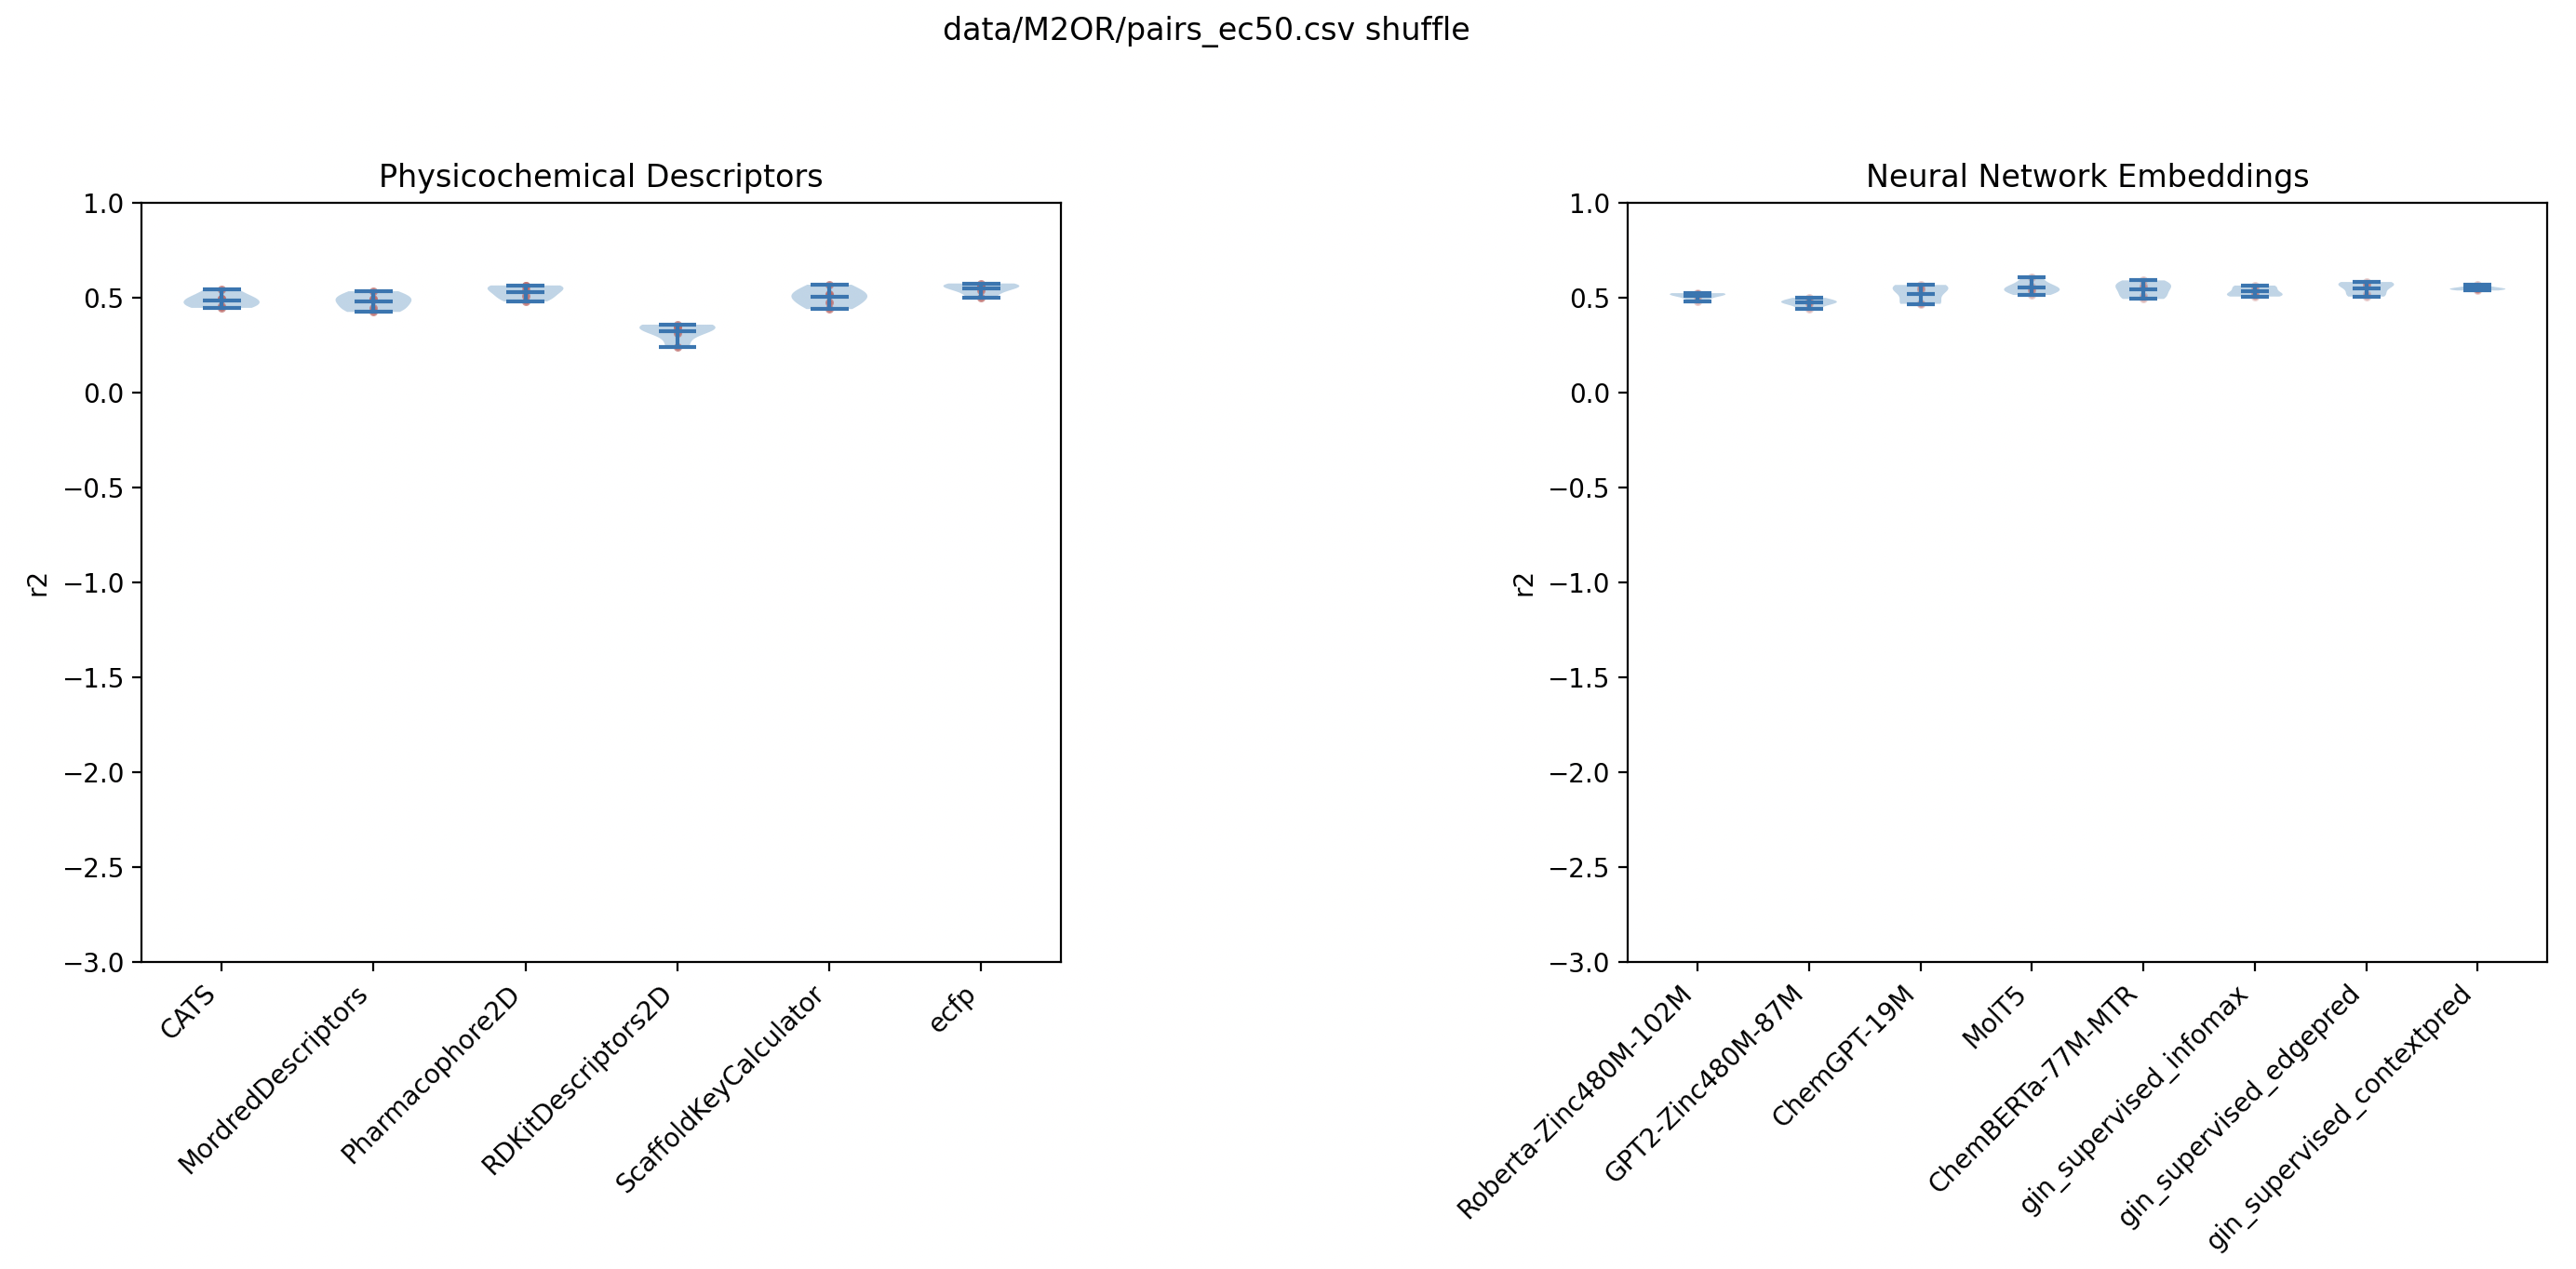 data/M2OR/pairs_ec50.csv shuffle
Physicochemical Descriptors
1.0
0.5
0.0
−0.5
−1.0
−1.5
−2.0
−2.5
−3.0
r2
CATS
MordredDescriptors
Pharmacophore2D
RDKitDescriptors2D
ScaffoldKeyCalculator
ecfp
Neural Network Embeddings
1.0
0.5
0.0
−0.5
−1.0
−1.5
−2.0
−2.5
−3.0
r2
Roberta-Zinc480M-102M
GPT2-Zinc480M-87M
ChemGPT-19M
MolT5
ChemBERTa-77M-MTR
gin_supervised_infomax
gin_supervised_edgepred
gin_supervised_contextpred